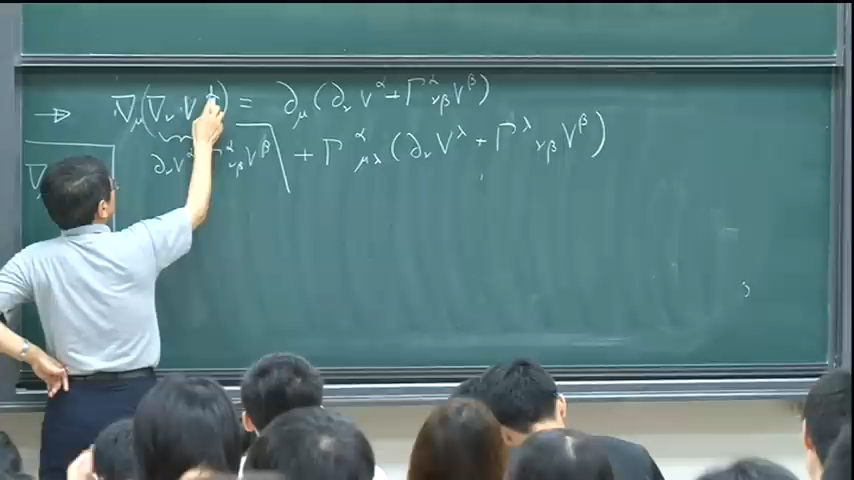 → ∇_μ(∇_ν V = ∂_μ(∂_ν V^α + Γ^α_{νβ} V^β)
∂_ν V^α Γ^α_{νβ} V^β + Γ^α_{μλ}(∂_ν V^λ + Γ^λ_{νβ} V^β)
∇